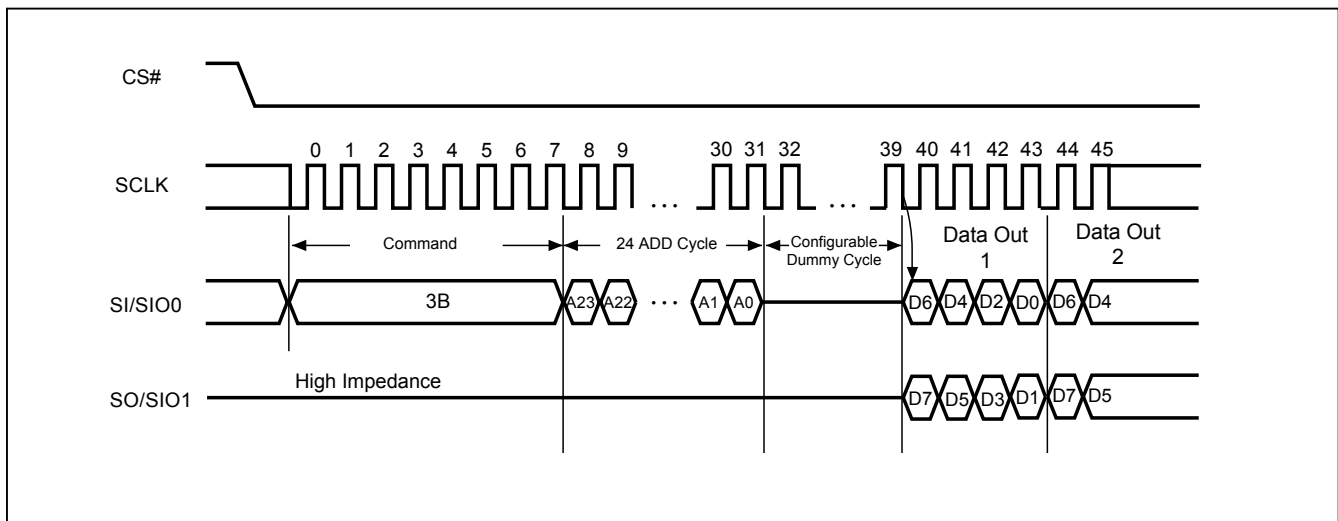 CS#
0 1 2 3 4 5 6 7 8 9 30 31 32 39 40 41 42 43 44 45
SCLK
... ...
Command 24 ADD Cycle Configurable Dummy Cycle Data Out 1 Data Out 2
SI/SIO0 3B A23 A22 ... A1 A0 D6 D4 D2 D0 D6 D4
High Impedance
SO/SIO1 D7 D5 D3 D1 D7 D5